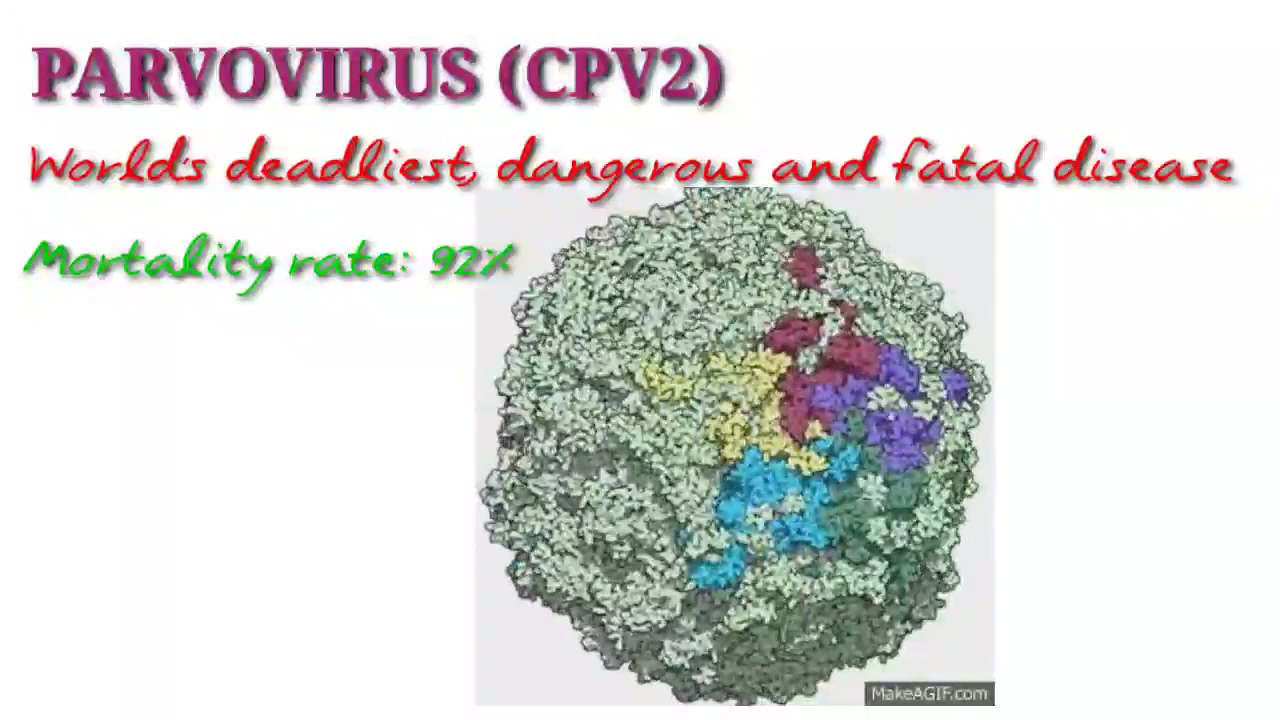 PARVOVIRUS (CPV2)
World's deadliest, dangerous and fatal disease
Mortality rate: 92%
MakeAGIF.com